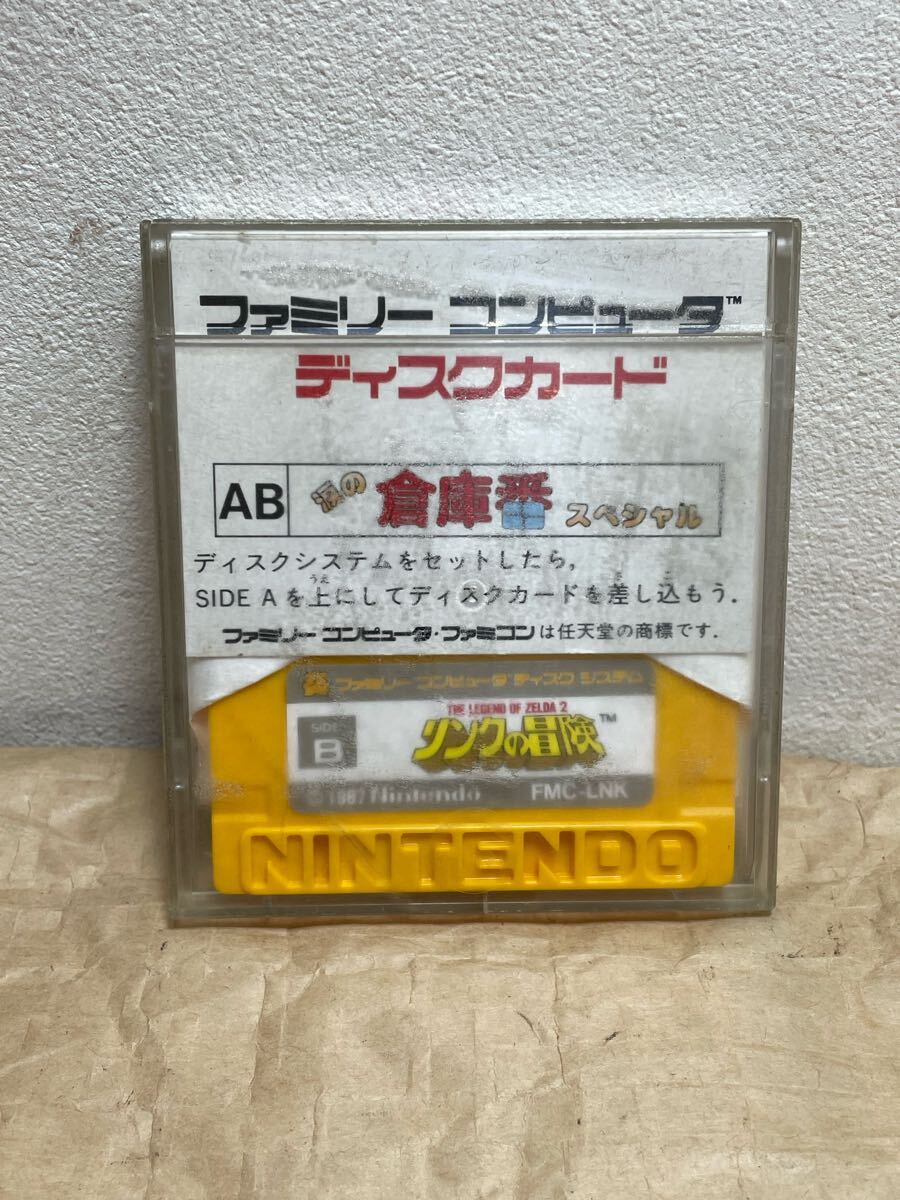 ファミリー コンピュータ™
ディスクカード
AB 涙の倉庫番スペシャル
ディスクシステムをセットしたら,
うえ さ こ
SIDE Aを上にしてディスクカードを差し込もう.
ファミリー コンピュータ・ファミコンは任天堂の商標です.
ファミリー コンピュータ ディスク システム
THE LEGEND OF ZELDA 2
SIDE B リンクの冒険™
© 1987 Nintendo FMC-LNK
NINTENDO